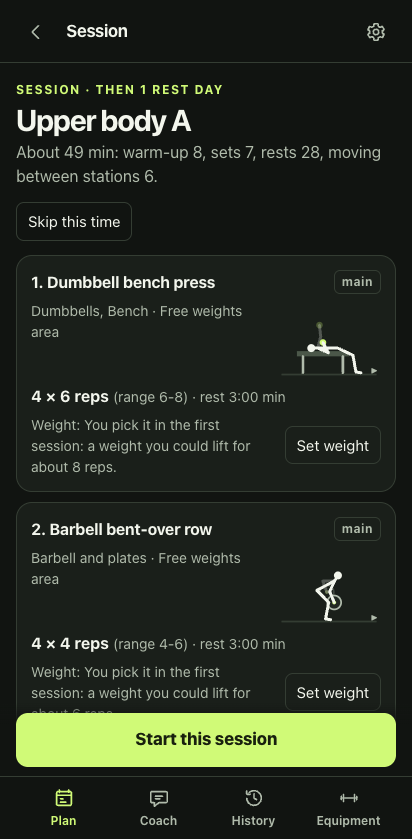 Session
SESSION · THEN 1 REST DAY
Upper body A
About 49 min: warm-up 8, sets 7, rests 28, moving
between stations 6.
Skip this time
1. Dumbbell bench press
main
Dumbbells, Bench · Free weights
area
4 × 6 reps (range 6-8) · rest 3:00 min
Weight: You pick it in the first
session: a weight you could lift for
about 8 reps.
Set weight
2. Barbell bent-over row
main
Barbell and plates · Free weights
area
4 × 4 reps (range 4-6) · rest 3:00 min
Weight: You pick it in the first
session: a weight you could lift for
about 6 reps.
Set weight
Start this session
Plan
Coach
History
Equipment